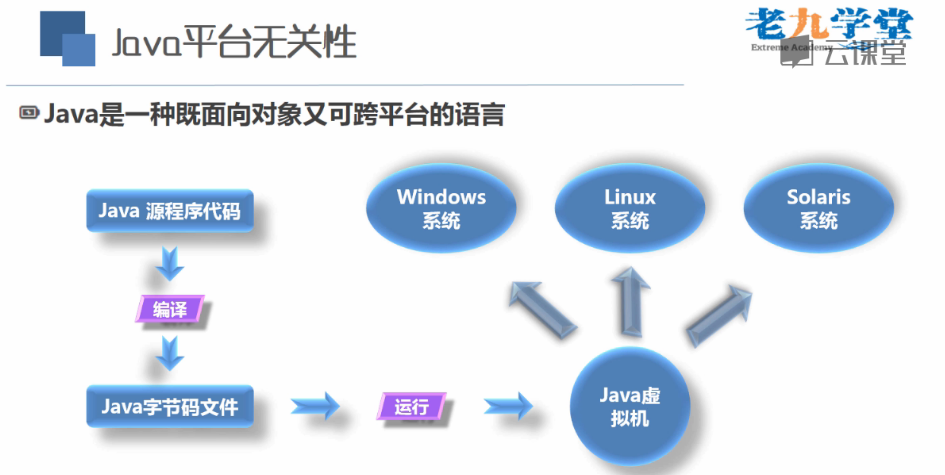 Java平台无关性
老九学堂
Extreme Academy
云课堂
Java是一种既面向对象又可跨平台的语言
Java 源程序代码
编译
Java字节码文件
运行
Java虚
拟机
Windows
系统
Linux
系统
Solaris
系统